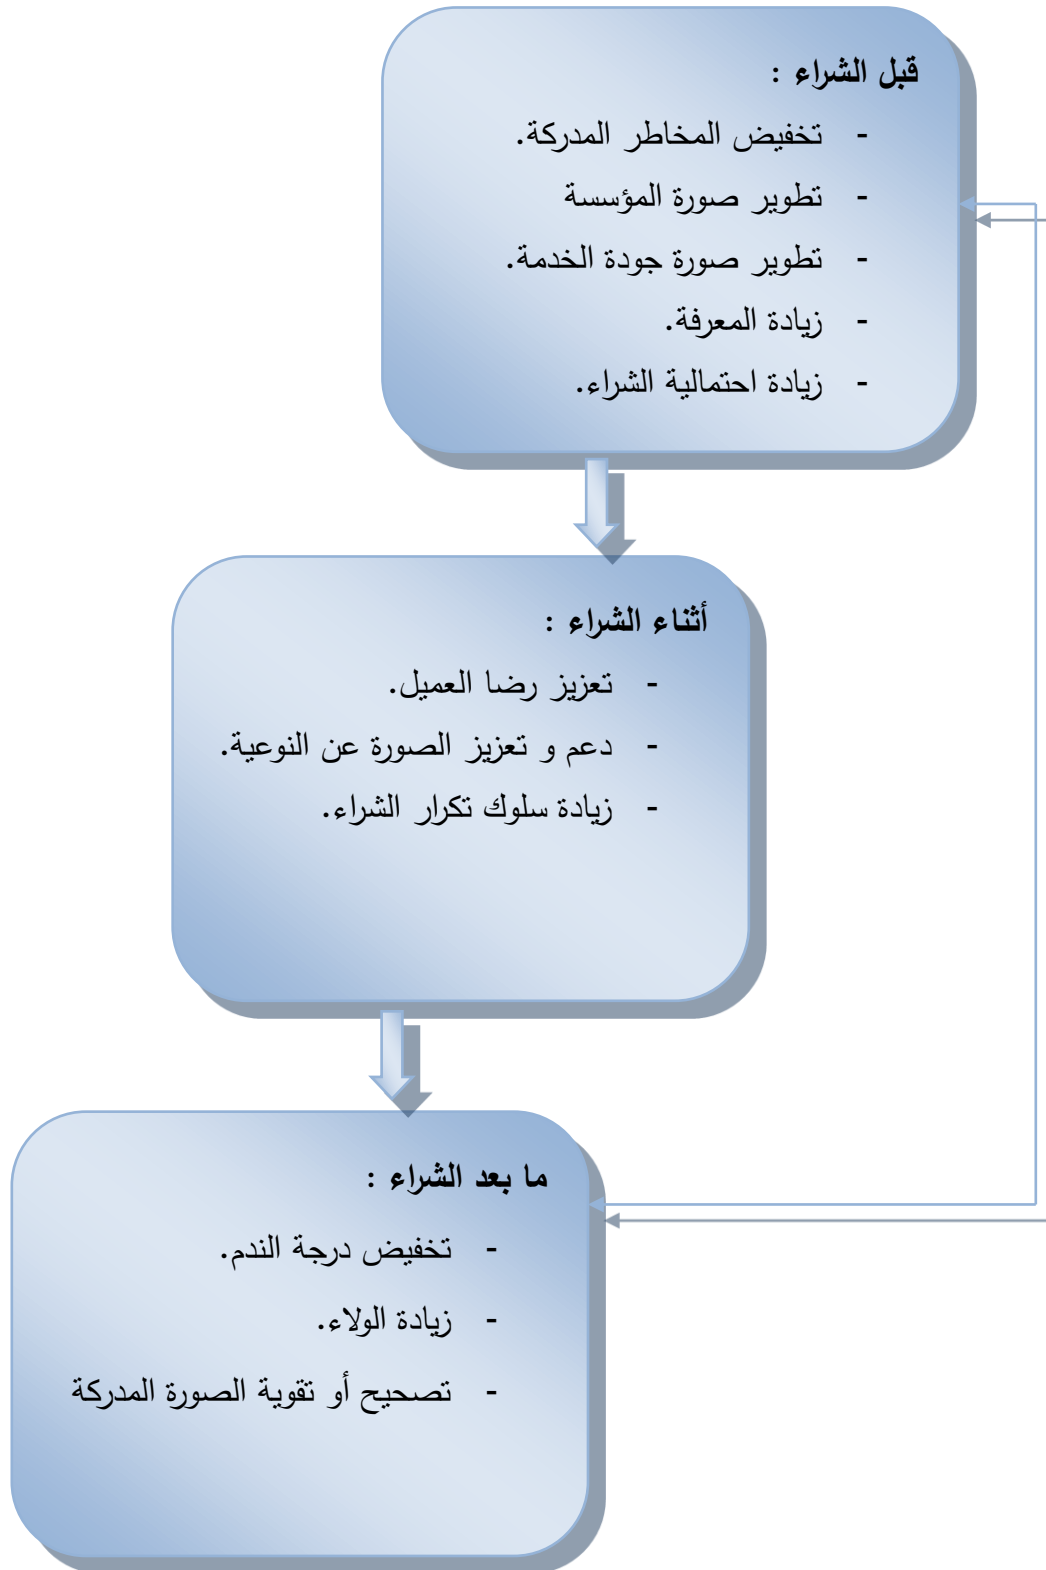 قبل الشراء :
- تخفيض المخاطر المدركة.
- تطوير صورة المؤسسة
- تطوير صورة جودة الخدمة.
- زيادة المعرفة.
- زيادة احتمالية الشراء.
أثناء الشراء :
- تعزيز رضا العميل.
- دعم و تعزيز الصورة عن النوعية.
- زيادة سلوك تكرار الشراء.
ما بعد الشراء :
- تخفيض درجة الندم.
- زيادة الولاء.
- تصحيح أو تقوية الصورة المدركة